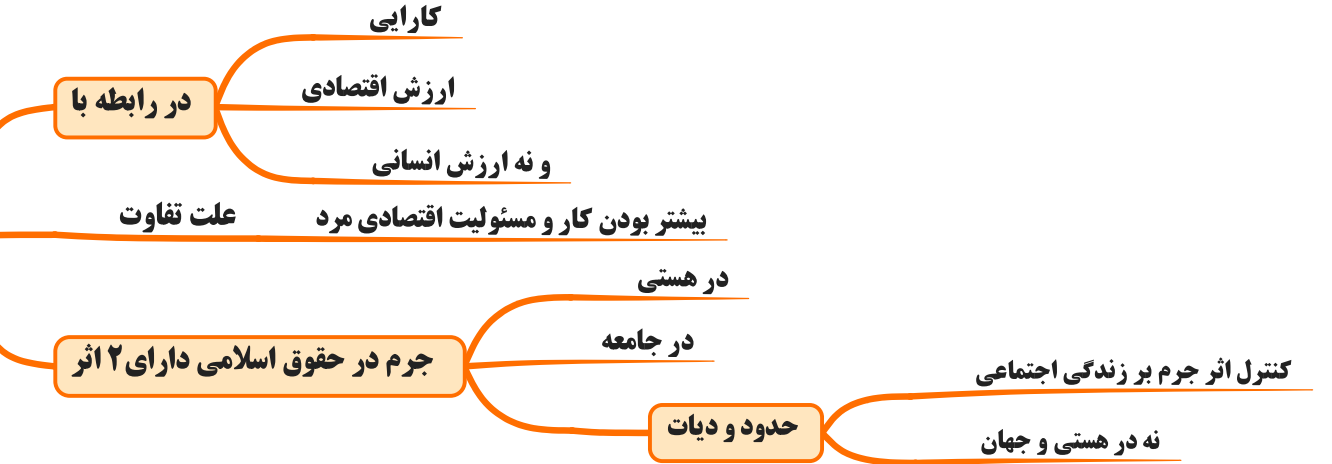 در رابطه با
کارایی
ارزش اقتصادی
و نه ارزش انسانی
علت تفاوت
بیشتر بودن کار و مسئولیت اقتصادی مرد
جرم در حقوق اسلامی دارای۲ اثر
در هستی
در جامعه
حدود و دیات
کنترل اثر جرم بر زندگی اجتماعی
نه در هستی و جهان